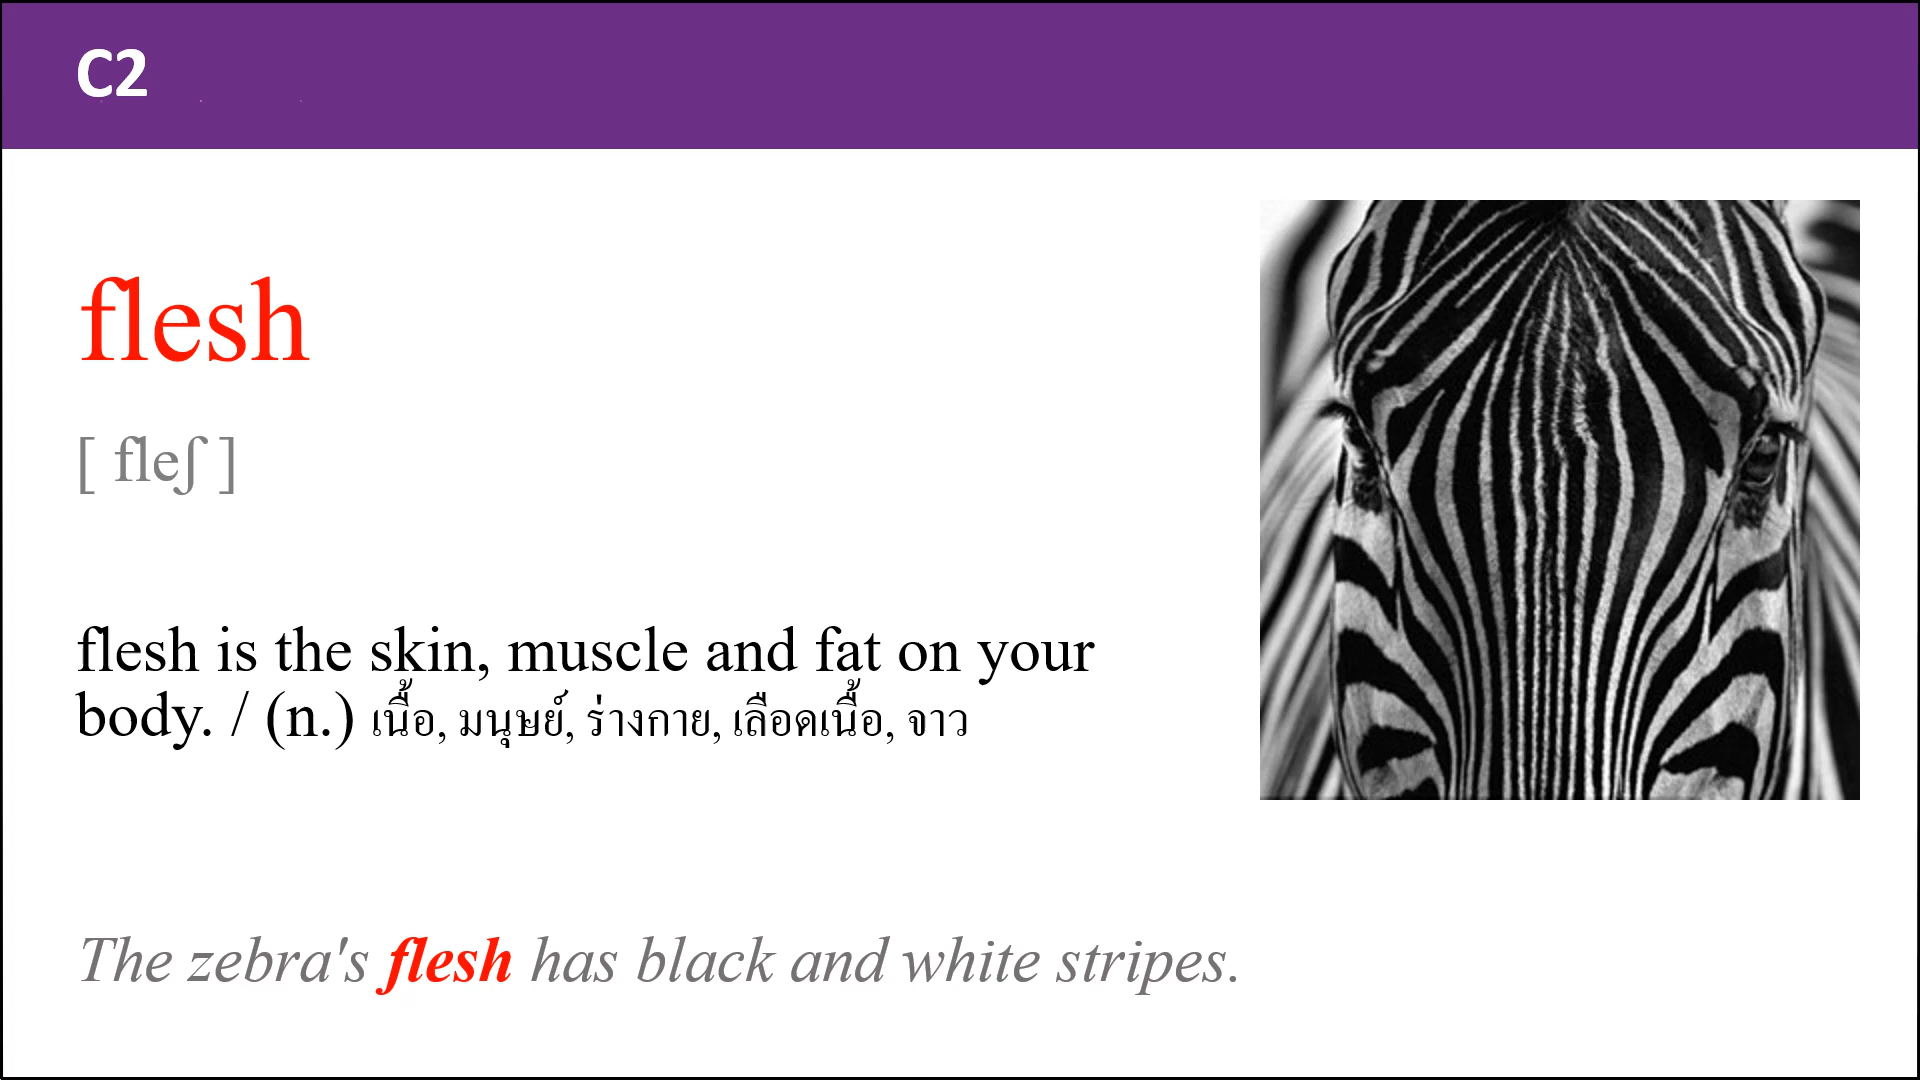 C2
flesh
[ fleʃ ]
flesh is the skin, muscle and fat on your
body. / (n.) เนื้อ, มนุษย์, ร่างกาย, เลือดเนื้อ, จาว
The zebra's flesh has black and white stripes.